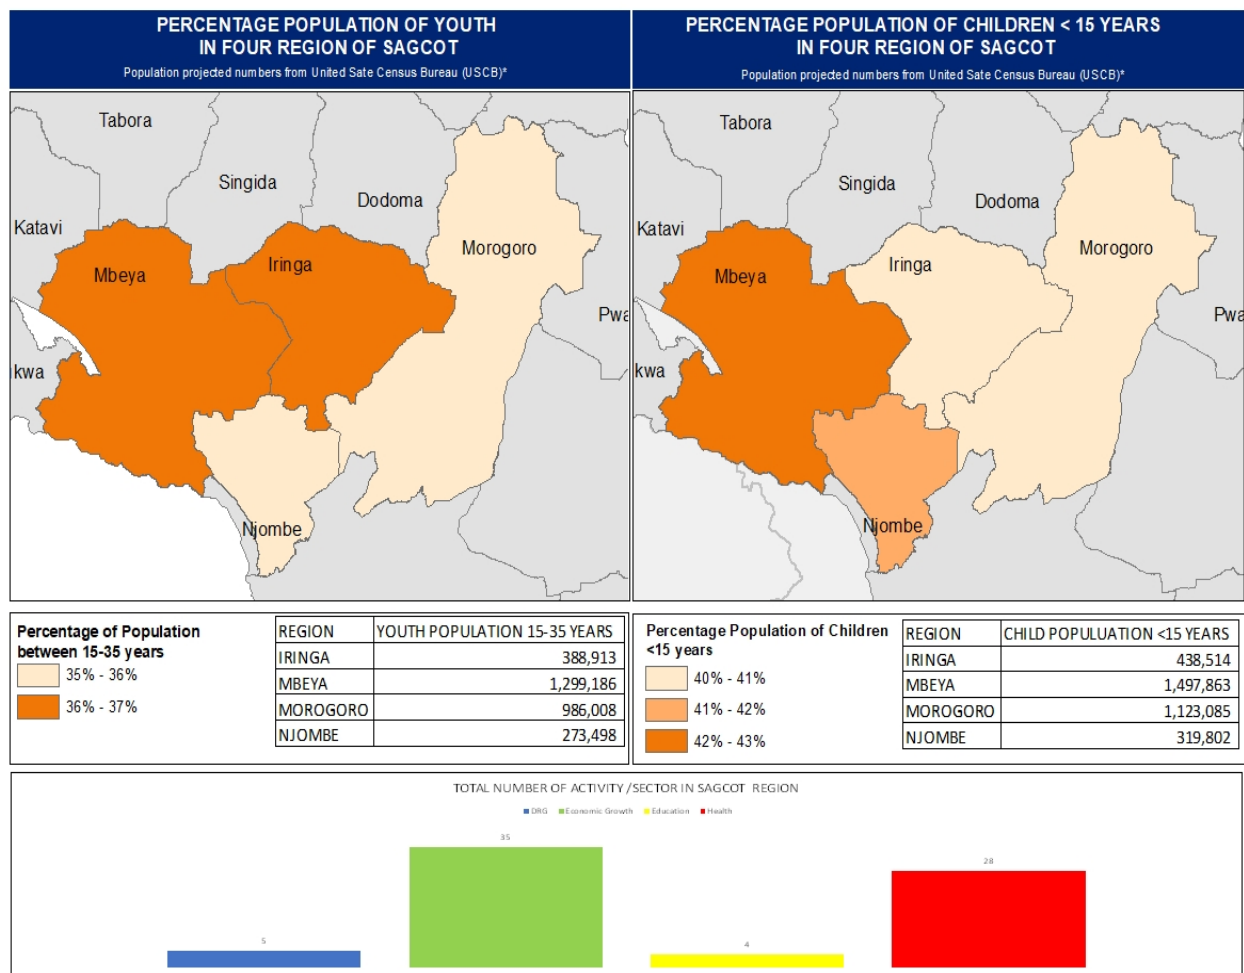 PERCENTAGE POPULATION OF YOUTH
IN FOUR REGION OF SAGCOT
Population projected numbers from United Sate Census Bureau (USCB)*
Tabora
Singida
Dodoma
Katavi
Morogoro
Mbeya
Iringa
Pwa
kwa
Njombe
Percentage of Population
between 15-35 years
35% - 36%
36% - 37%
REGION YOUTH POPULATION 15-35 YEARS
IRINGA 388,913
MBEYA 1,299,186
MOROGORO 986,008
NJOMBE 273,498
PERCENTAGE POPULATION OF CHILDREN < 15 YEARS
IN FOUR REGION OF SAGCOT
Population projected numbers from United Sate Census Bureau (USCB)*
Tabora
Singida
Dodoma
Katavi
Morogoro
Mbeya
Iringa
Pwa
kwa
Njombe
Percentage Population of Children
<15 years
40% - 41%
41% - 42%
42% - 43%
REGION CHILD POPULUATION <15 YEARS
IRINGA 438,514
MBEYA 1,497,863
MOROGORO 1,123,085
NJOMBE 319,802
TOTAL NUMBER OF ACTIVITY /SECTOR IN SAGCOT REGION
DRG Economic Growth Education Health
5
35
4
28